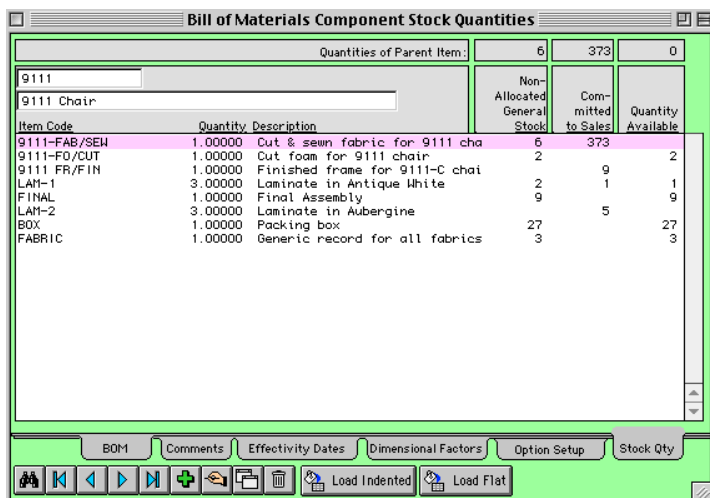 Bill of Materials Component Stock Quantities
Quantities of Parent Item: 6 373 0
9111
9111 Chair
Item Code Quantity Description Non-Allocated General Stock Com-mitted to Sales Quantity Available
9111-FAB/SEW 1.00000 Cut & sewn fabric for 9111 cha 6 373
9111-FO/CUT 1.00000 Cut foam for 9111 chair 2 2
9111 FR/FIN 1.00000 Finished frame for 9111-C chai 9
LAM-1 3.00000 Laminate in Antique White 2 1 1
FINAL 1.00000 Final Assembly 9 9
LAM-2 3.00000 Laminate in Aubergine 5
BOX 1.00000 Packing box 27 27
FABRIC 1.00000 Generic record for all fabrics 3 3
BOM Comments Effectivity Dates Dimensional Factors Option Setup Stock Qty
Load Indented Load Flat